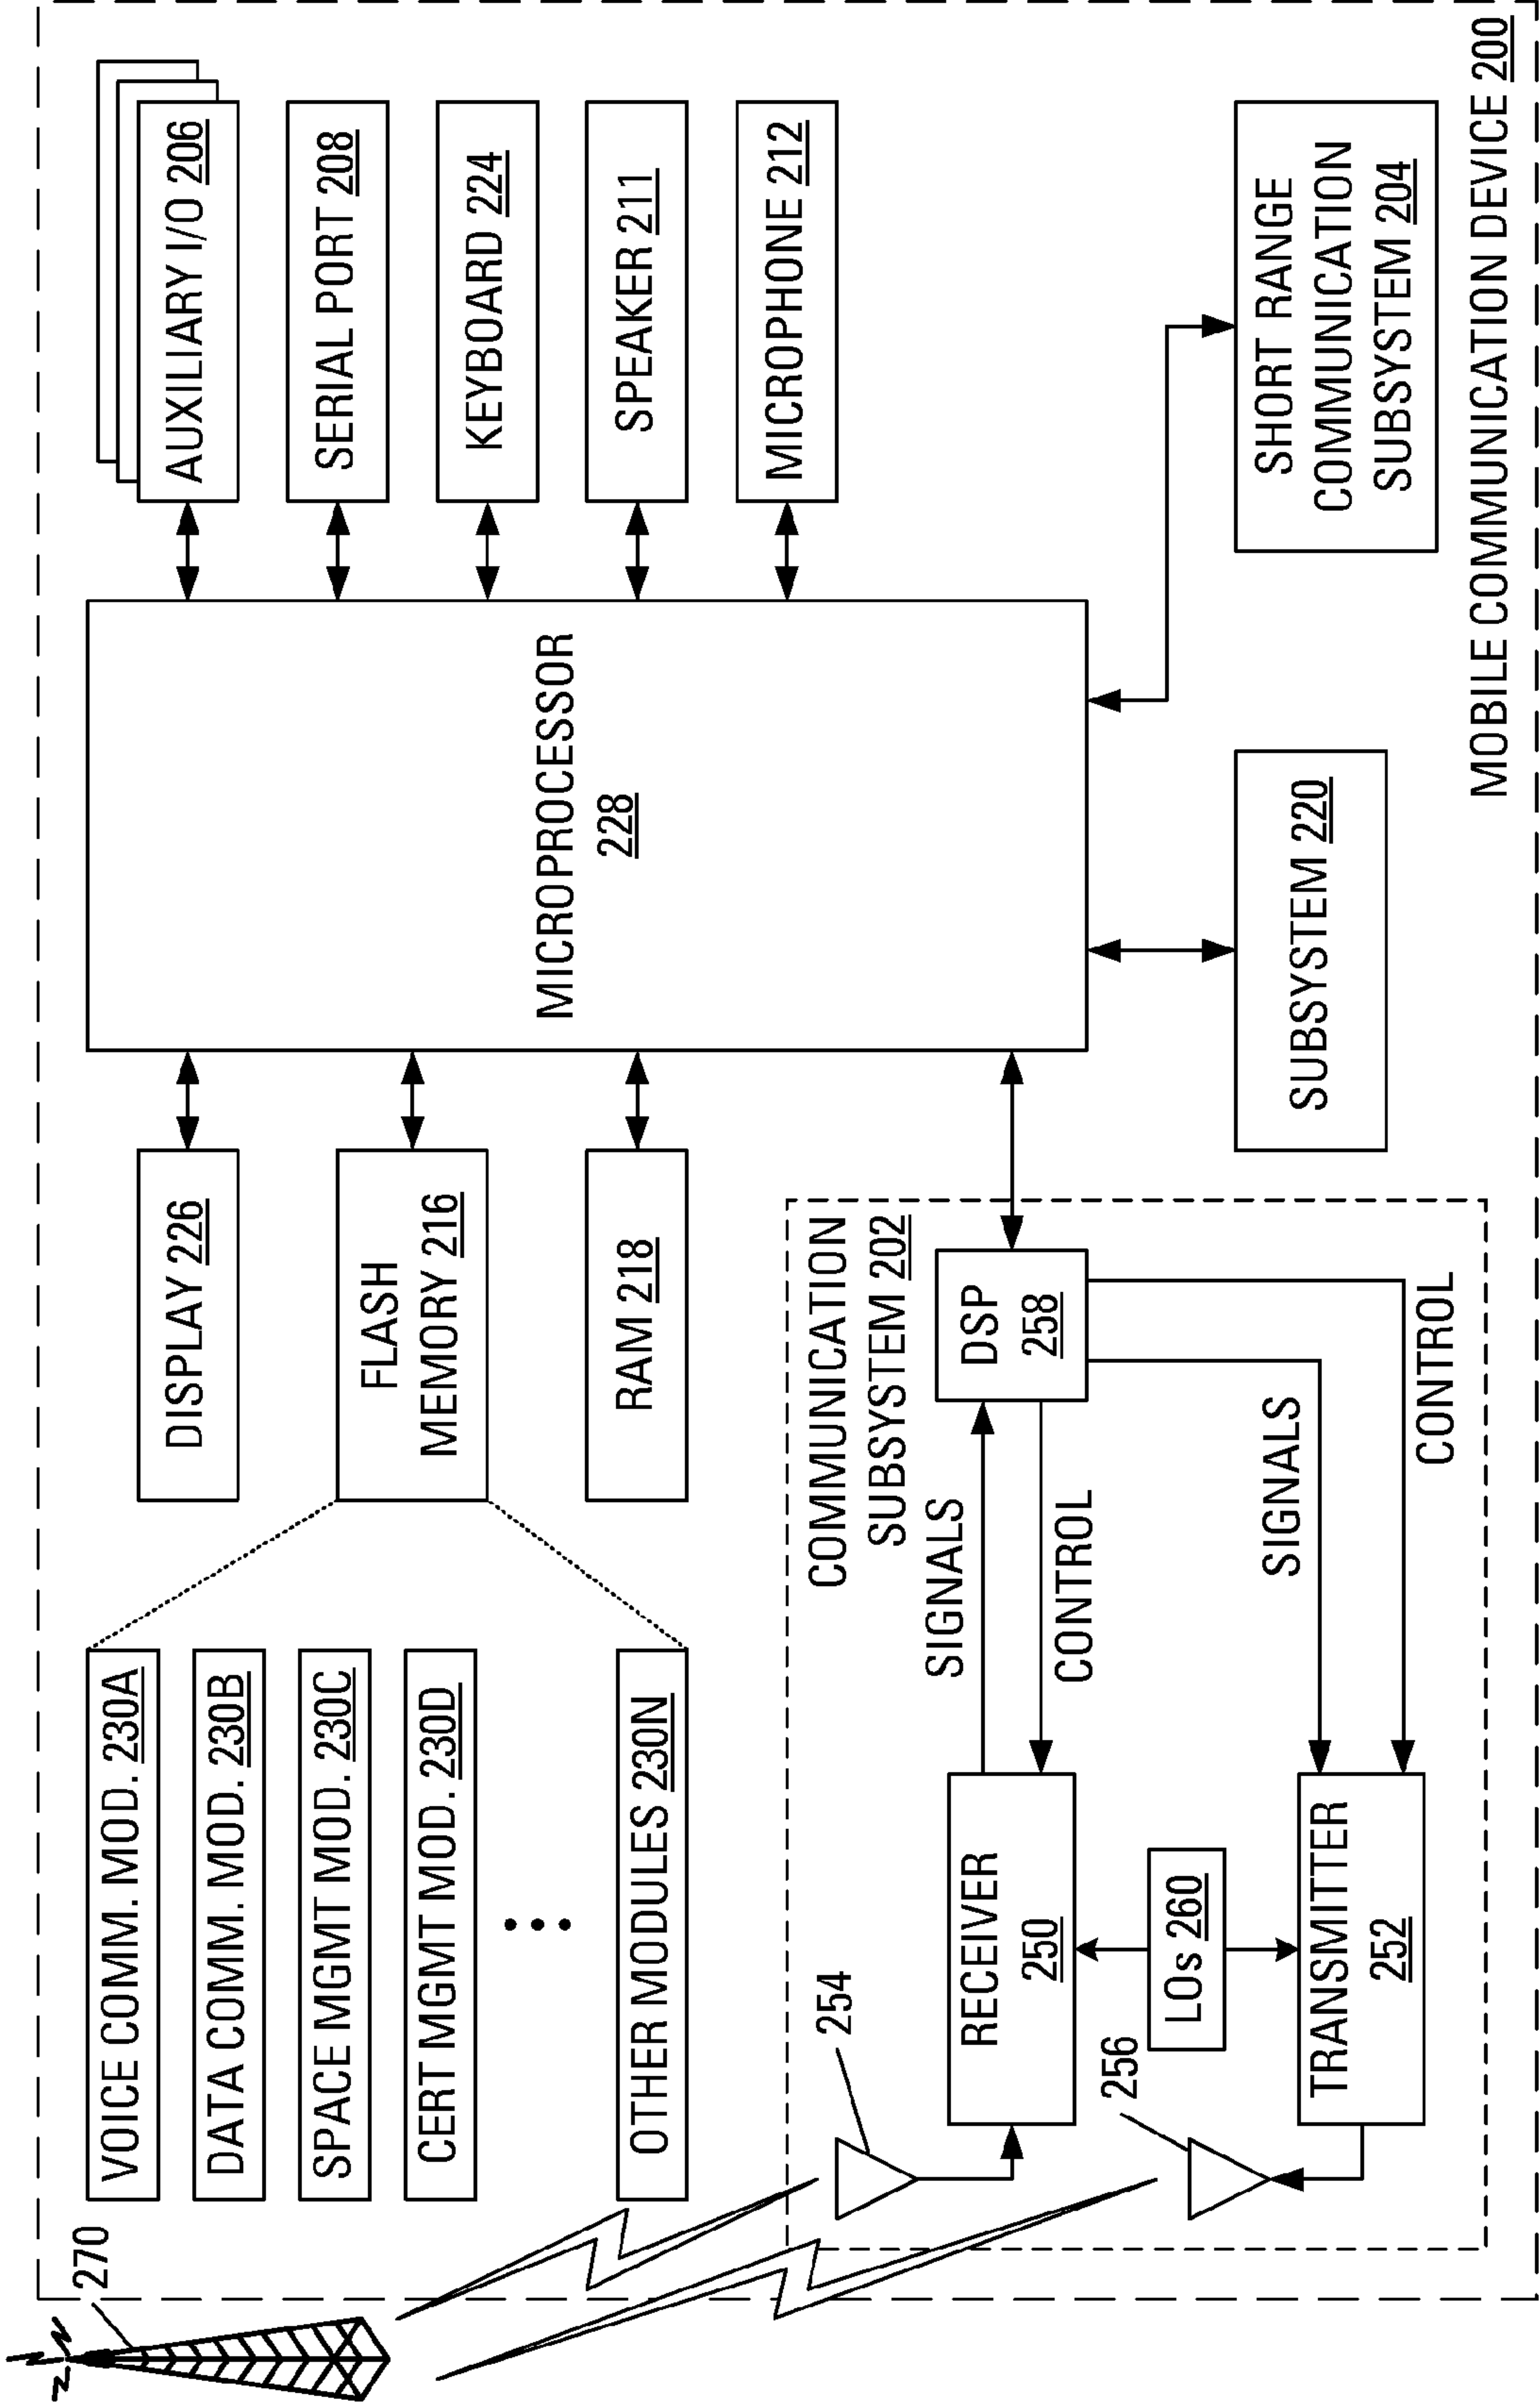 270
VOICE COMM. MOD. 230A
DATA COMM. MOD. 230B
SPACE MGMT MOD. 230C
CERT MGMT MOD. 230D
OTHER MODULES 230N
DISPLAY 226
FLASH
MEMORY 216
RAM 218
MICROPROCESSOR
228
AUXILIARY I/O 206
SERIAL PORT 208
KEYBOARD 224
SPEAKER 211
MICROPHONE 212
COMMUNICATION
SUBSYSTEM 202
254
256
RECEIVER
250
LOs 260
TRANSMITTER
252
SIGNALS
CONTROL
DSP
258
SIGNALS
CONTROL
SUBSYSTEM 220
SHORT RANGE
COMMUNICATION
SUBSYSTEM 204
MOBILE COMMUNICATION DEVICE 200